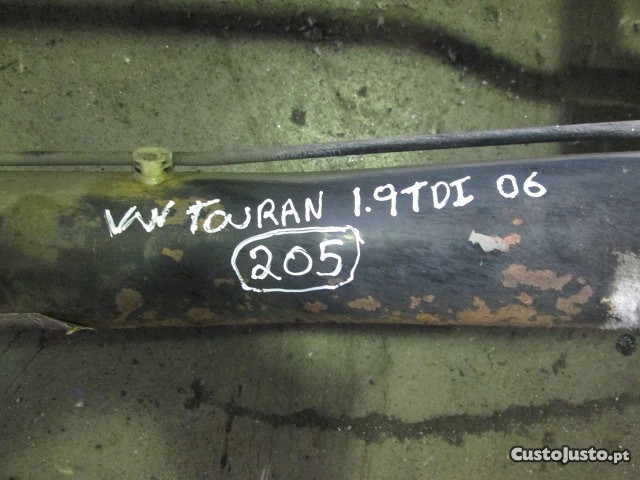 VW TOURAN 1.9TDI 06
205
CustoJusto.pt